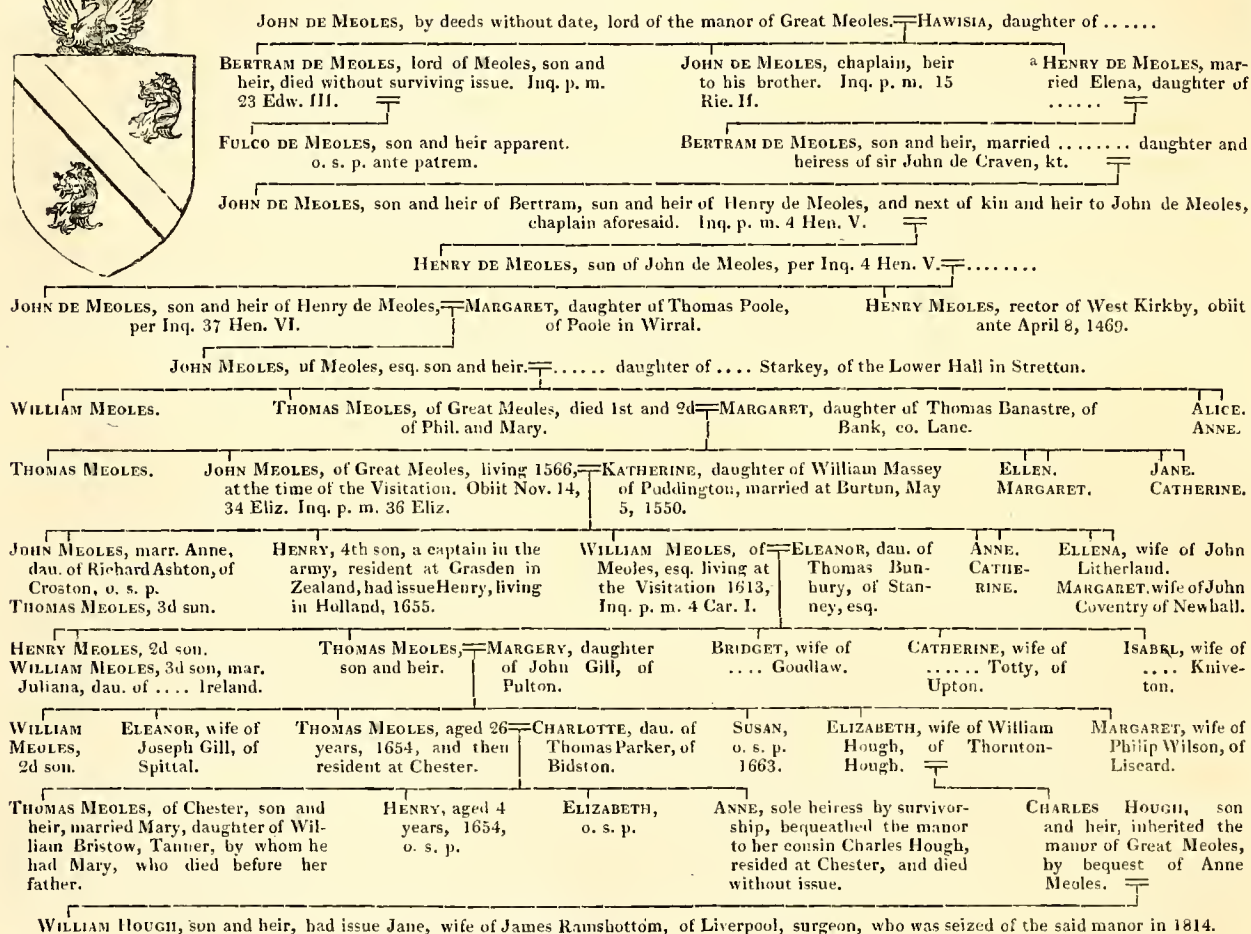 JOHN DE MEOLES, by deeds without date, lord of the manor of Great Meoles.=HAWISIA, daughter of ......
BERTRAM DE MEOLES, lord of Meoles, son and
heir, died without surviving issue. Inq. p. m.
23 Edw. III.
JOHN DE MEOLES, chaplain, heir
to his brother. Inq. p. m. 15
Ric. II.
a HENRY DE MEOLES, mar-
ried Elena, daughter of
......
FULCO DE MEOLES, son and heir apparent.
o. s. p. ante patrem.
BERTRAM DE MEOLES, son and heir, married ........ daughter and
heiress of sir John de Craven, kt.
JOHN DE MEOLES, son and heir of Bertram, son and heir of Henry de Meoles, and next of kin and heir to John de Meoles,
chaplain aforesaid. Inq. p. m. 4 Hen. V.
HENRY DE MEOLES, son of John de Meoles, per Inq. 4 Hen. V.=........
JOHN DE MEOLES, son and heir of Henry de Meoles,=MARGARET, daughter of Thomas Poole,
per Inq. 37 Hen. VI.
of Poole in Wirral.
HENRY MEOLES, rector of West Kirkby, obiit
ante April 8, 1469.
JOHN MEOLES, of Meoles, esq. son and heir.=...... daughter of .... Starkey, of the Lower Hall in Stretton.
WILLIAM MEOLES.
THOMAS MEOLES, of Great Meoles, died 1st and 2d=MARGARET, daughter of Thomas Banastre, of
of Phil. and Mary.
Bank, co. Lanc.
ALICE.
ANNE.
THOMAS MEOLES.
JOHN MEOLES, of Great Meoles, living 1566,=KATHERINE, daughter of William Massey
at the time of the Visitation. Obiit Nov. 14,
34 Eliz. Inq. p. m. 36 Eliz.
of Puddington, married at Burton, May
5, 1550.
ELLEN.
MARGARET.
JANE.
CATHERINE.
JOHN MEOLES, marr. Anne,
dau. of Richard Ashton, of
Croston, o. s. p.
THOMAS MEOLES, 3d son.
HENRY, 4th son, a captain in the
army, resident at Grasden in
Zealand, had issue Henry, living
in Holland, 1655.
WILLIAM MEOLES, of=ELEANOR, dau. of
Meoles, esq. living at
the Visitation 1613,
Inq. p. m. 4 Car. I.
Thomas Bun-
bury, of Stan-
ney, esq.
ANNE.
CATHE-
RINE.
ELLENA, wife of John
Litherland.
MARGARET, wife of John
Coventry of Newhall.
HENRY MEOLES, 2d son.
WILLIAM MEOLES, 3d son, mar.
Juliana, dau. of .... Ireland.
THOMAS MEOLES,=MARGERY, daughter
son and heir.
of John Gill, of
Pulton.
BRIDGET, wife of
.... Goodlaw.
CATHERINE, wife of
...... Totty, of
Upton.
ISABEL, wife of
.... Knive-
ton.
WILLIAM
MEOLES,
2d son.
ELEANOR, wife of
Joseph Gill, of
Spittal.
THOMAS MEOLES, aged 26=CHARLOTTE, dau. of
years, 1654, and then
resident at Chester.
Thomas Parker, of
Bidston.
SUSAN,
o. s. p.
1663.
ELIZABETH, wife of William
Hough, of Thornton-
Hough.
MARGARET, wife of
Philip Wilson, of
Liscard.
THOMAS MEOLES, of Chester, son and
heir, married Mary, daughter of Wil-
liam Bristow, Tanner, by whom he
had Mary, who died before her
father.
HENRY, aged 4
years, 1654,
o. s. p.
ELIZABETH,
o. s. p.
ANNE, sole heiress by survivor-
ship, bequeathed the manor
to her consin Charles Hough,
resided at Chester, and died
without issue.
CHARLES HOUGH, son
and heir, inherited the
manor of Great Meoles,
by bequest of Anne
Meoles.
WILLIAM HOUGH, son and heir, had issue Jane, wife of James Ramsbottom, of Liverpool, surgeon, who was seized of the said manor in 1814.